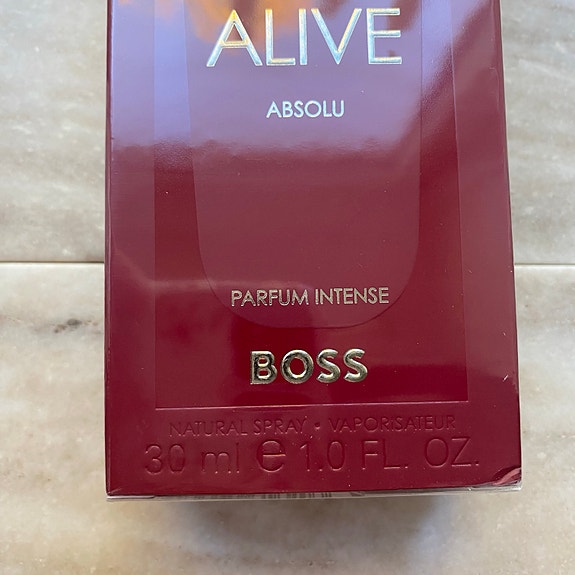 ALIVE
ABSOLU
PARFUM INTENSE
BOSS
NATURAL SPRAY • VAPORISATEUR
30 ml ℮ 1.0 FL. OZ.